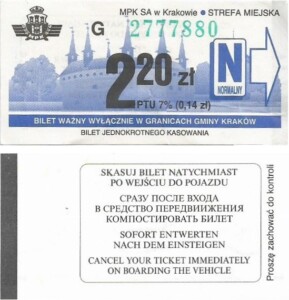 MPK SA w Krakowie • STREFA MIEJSKA
G 2777880
2 20 zł
PTU 7% (0,14 zł)
N
NORMALNY
BILET WAŻNY WYŁĄCZNIE W GRANICACH GMINY KRAKÓW
BILET JEDNOKROTNEGO KASOWANIA
SKASUJ BILET NATYCHMIAST
PO WEJŚCIU DO POJAZDU
СРАЗУ ПОСЛЕ ВХОДА
В СРЕДСТВО ПЕРЕДВИЖЕНИЯ
КОМПОСТИРОВАТЬ БИЛЕТ
SOFORT ENTWERTEN
NACH DEM EINSTEIGEN
CANCEL YOUR TICKET IMMEDIATELY
ON BOARDING THE VEHICLE
Proszę zachować do kontroli